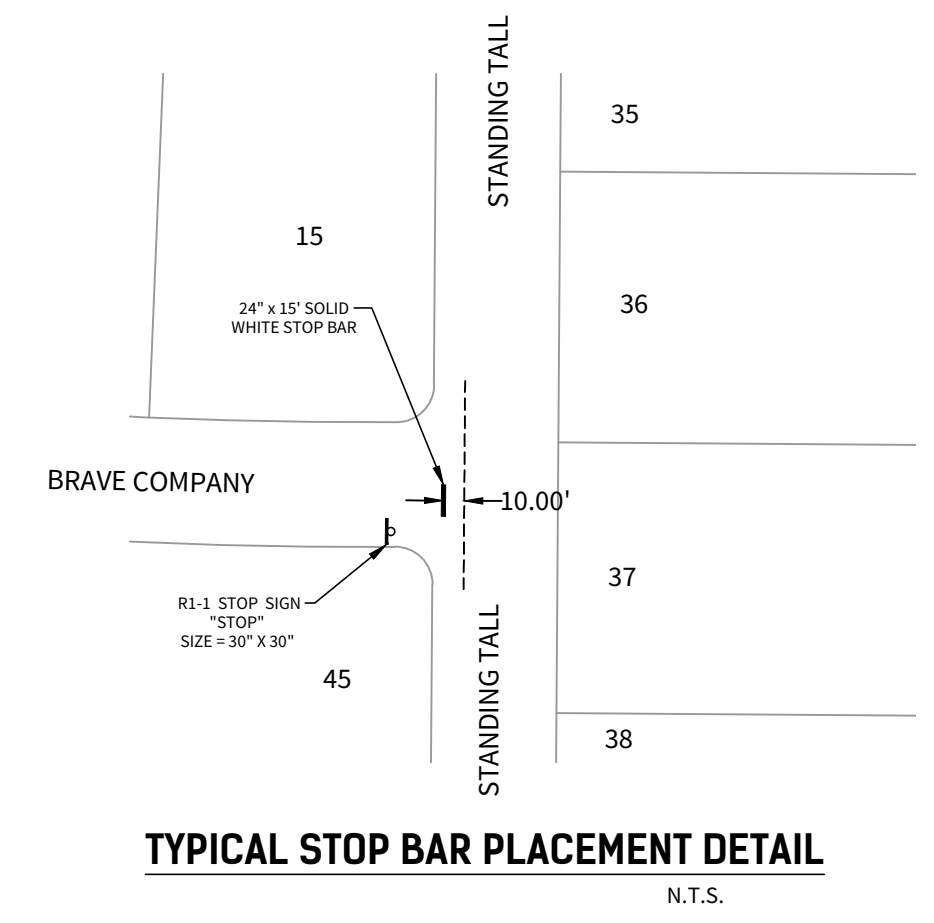 STANDING TALL
35
15
36
24" x 15' SOLID
WHITE STOP BAR
BRAVE COMPANY
10.00'
37
R1-1 STOP SIGN
"STOP"
SIZE = 30" X 30"
STANDING TALL
45
38
TYPICAL STOP BAR PLACEMENT DETAIL
N.T.S.